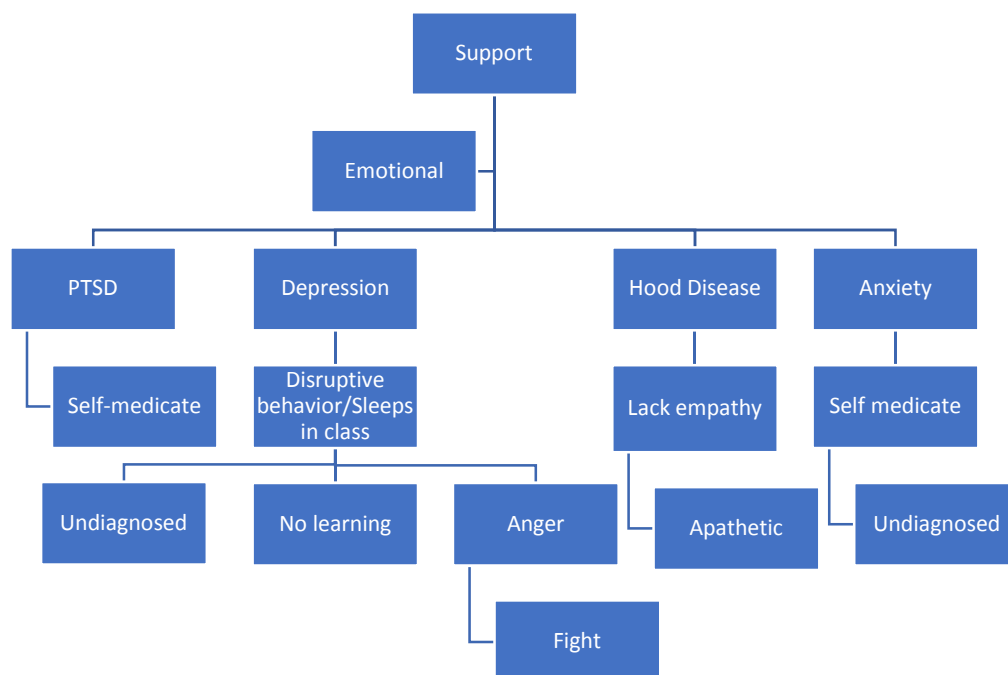 Support
Emotional
PTSD
Depression
Hood Disease
Anxiety
Self-medicate
Disruptive
behavior/Sleeps
in class
Lack empathy
Self medicate
Undiagnosed
No learning
Anger
Apathetic
Undiagnosed
Fight